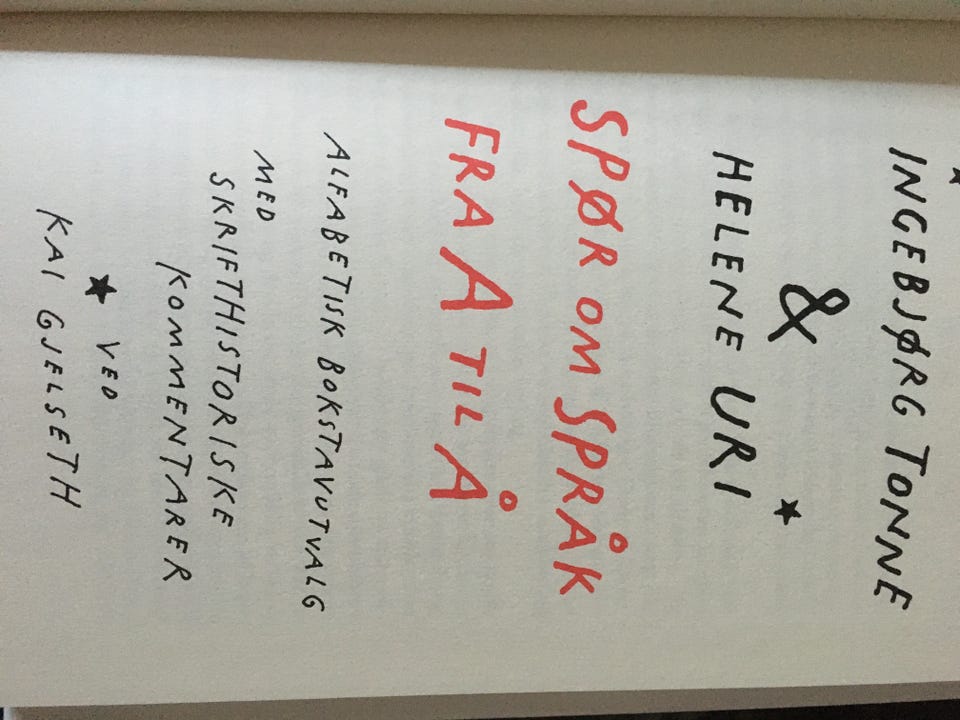 INGEBJØRG TONNE
&
HELENE URI
SPØR OM SPRÅK
FRA A TIL Å
ALFABETISK BOKSTAVUTVALG
MED
SKRIFTHISTORISKE
KOMMENTARER
VED
KAI GJELSETH